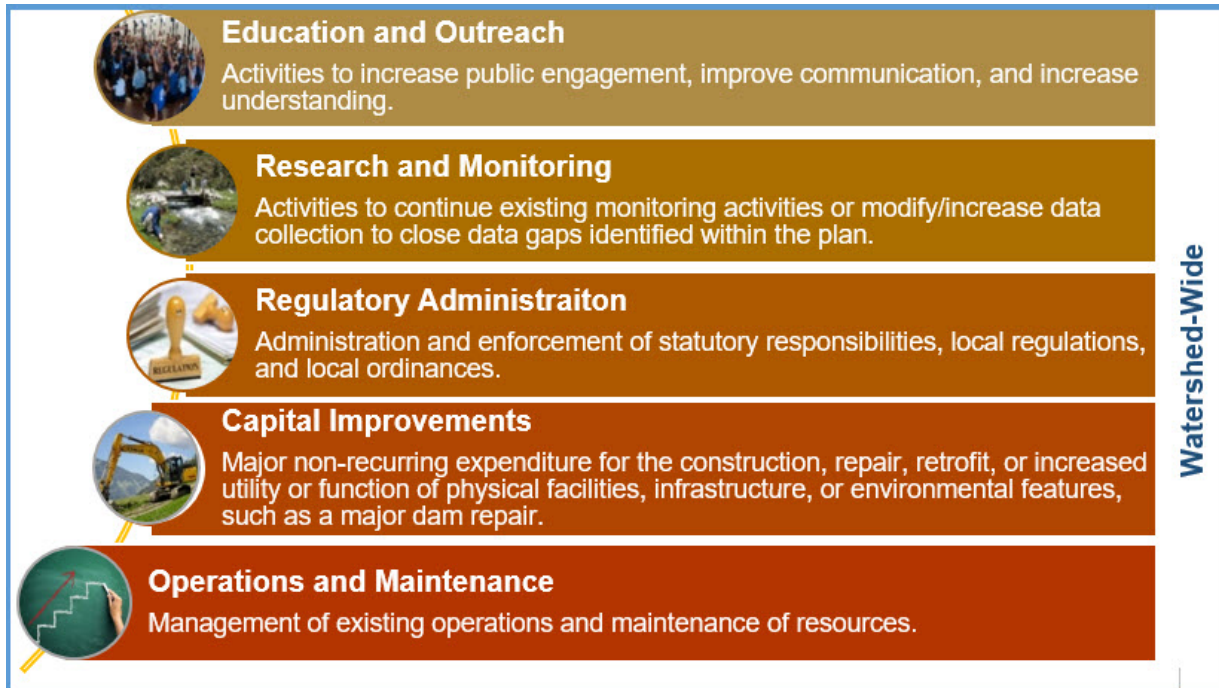 Education and Outreach
Activities to increase public engagement, improve communication, and increase
understanding.
Research and Monitoring
Activities to continue existing monitoring activities or modify/increase data
collection to close data gaps identified within the plan.
Regulatory Administraiton
Administration and enforcement of statutory responsibilities, local regulations,
and local ordinances.
REGULATION
Capital Improvements
Major non-recurring expenditure for the construction, repair, retrofit, or increased
utility or function of physical facilities, infrastructure, or environmental features,
such as a major dam repair.
Operations and Maintenance
Management of existing operations and maintenance of resources.
Watershed-Wide